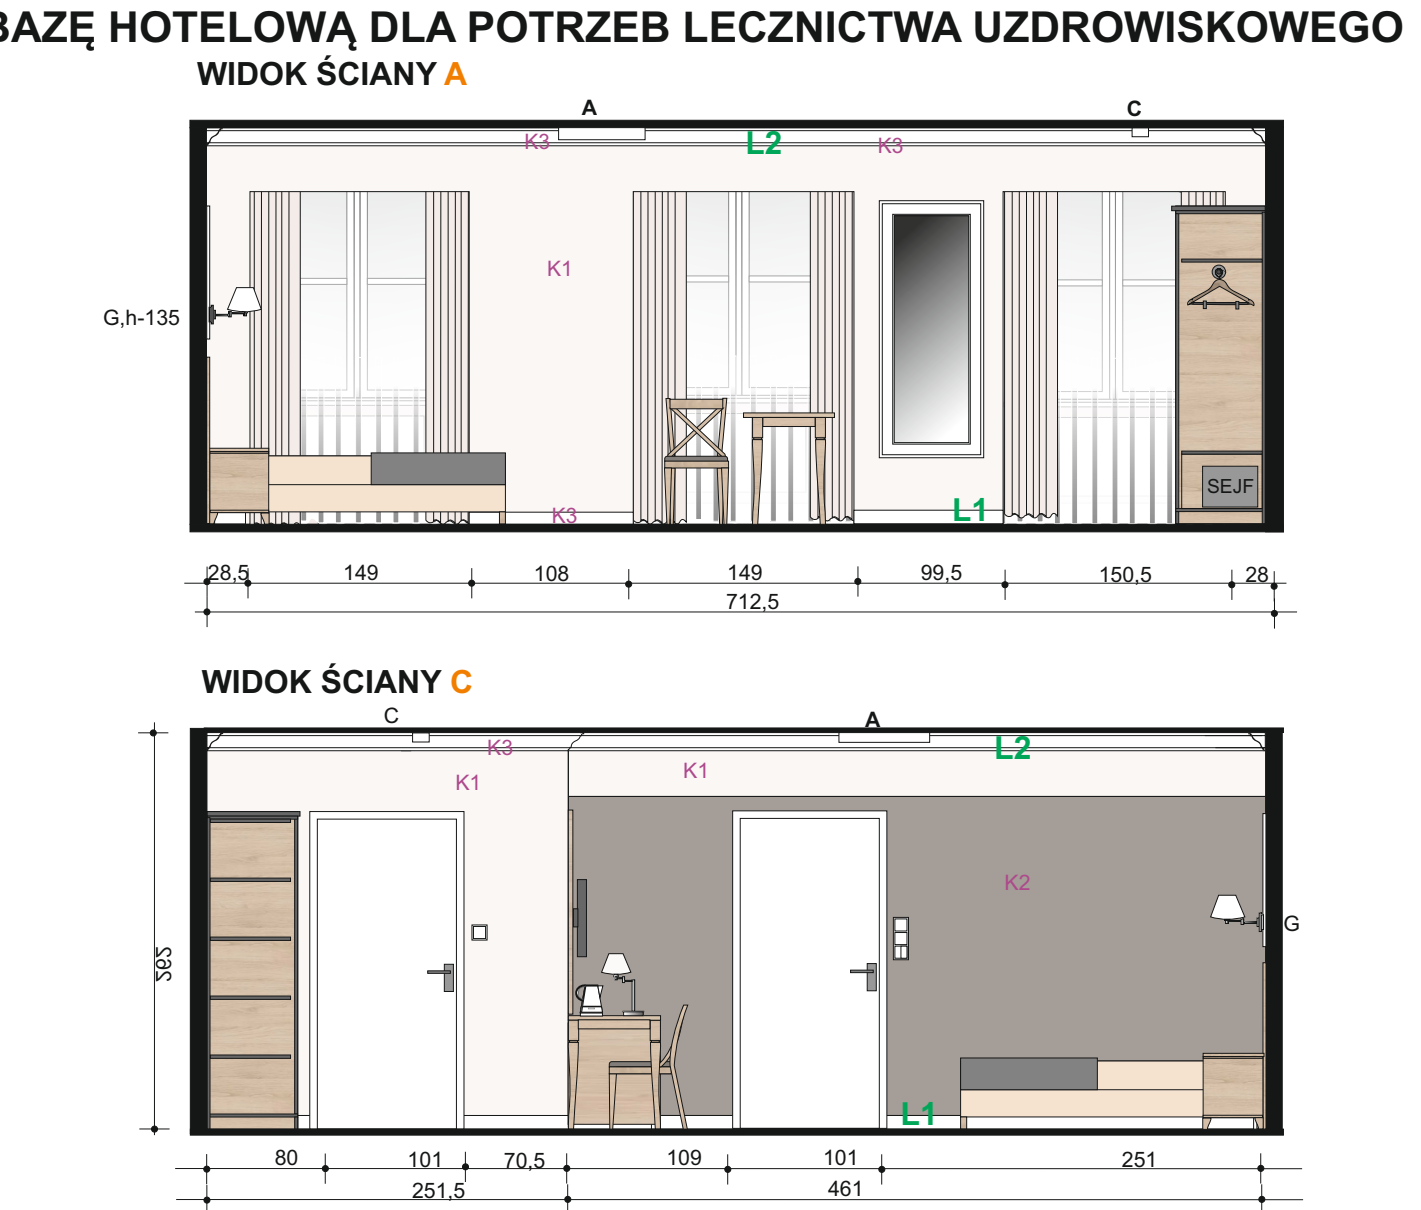 BAZĘ HOTELOWĄ DLA POTRZEB LECZNICTWA UZDROWISKOWEGO
WIDOK ŚCIANY A
A
C
K3
L2
K3
K1
G,h-135
SEJF
K3
L1
28,5
149
108
149
99,5
150,5
28
712,5
WIDOK ŚCIANY C
C
A
K3
L2
K1
K1
K2
G
262
L1
80
101
70,5
109
101
251
251,5
461